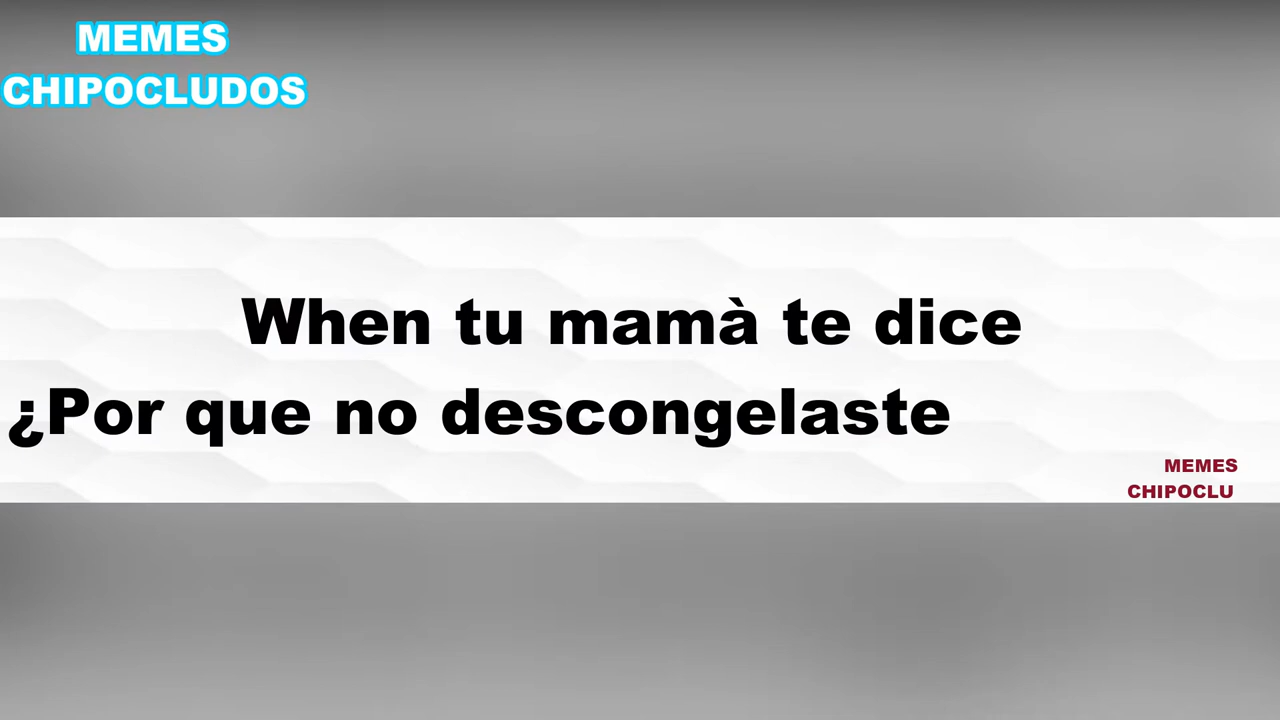 MEMES
CHIPOCLUDOS
When tu mamà te dice
¿Por que no descongelaste
MEMES
CHIPOCLU